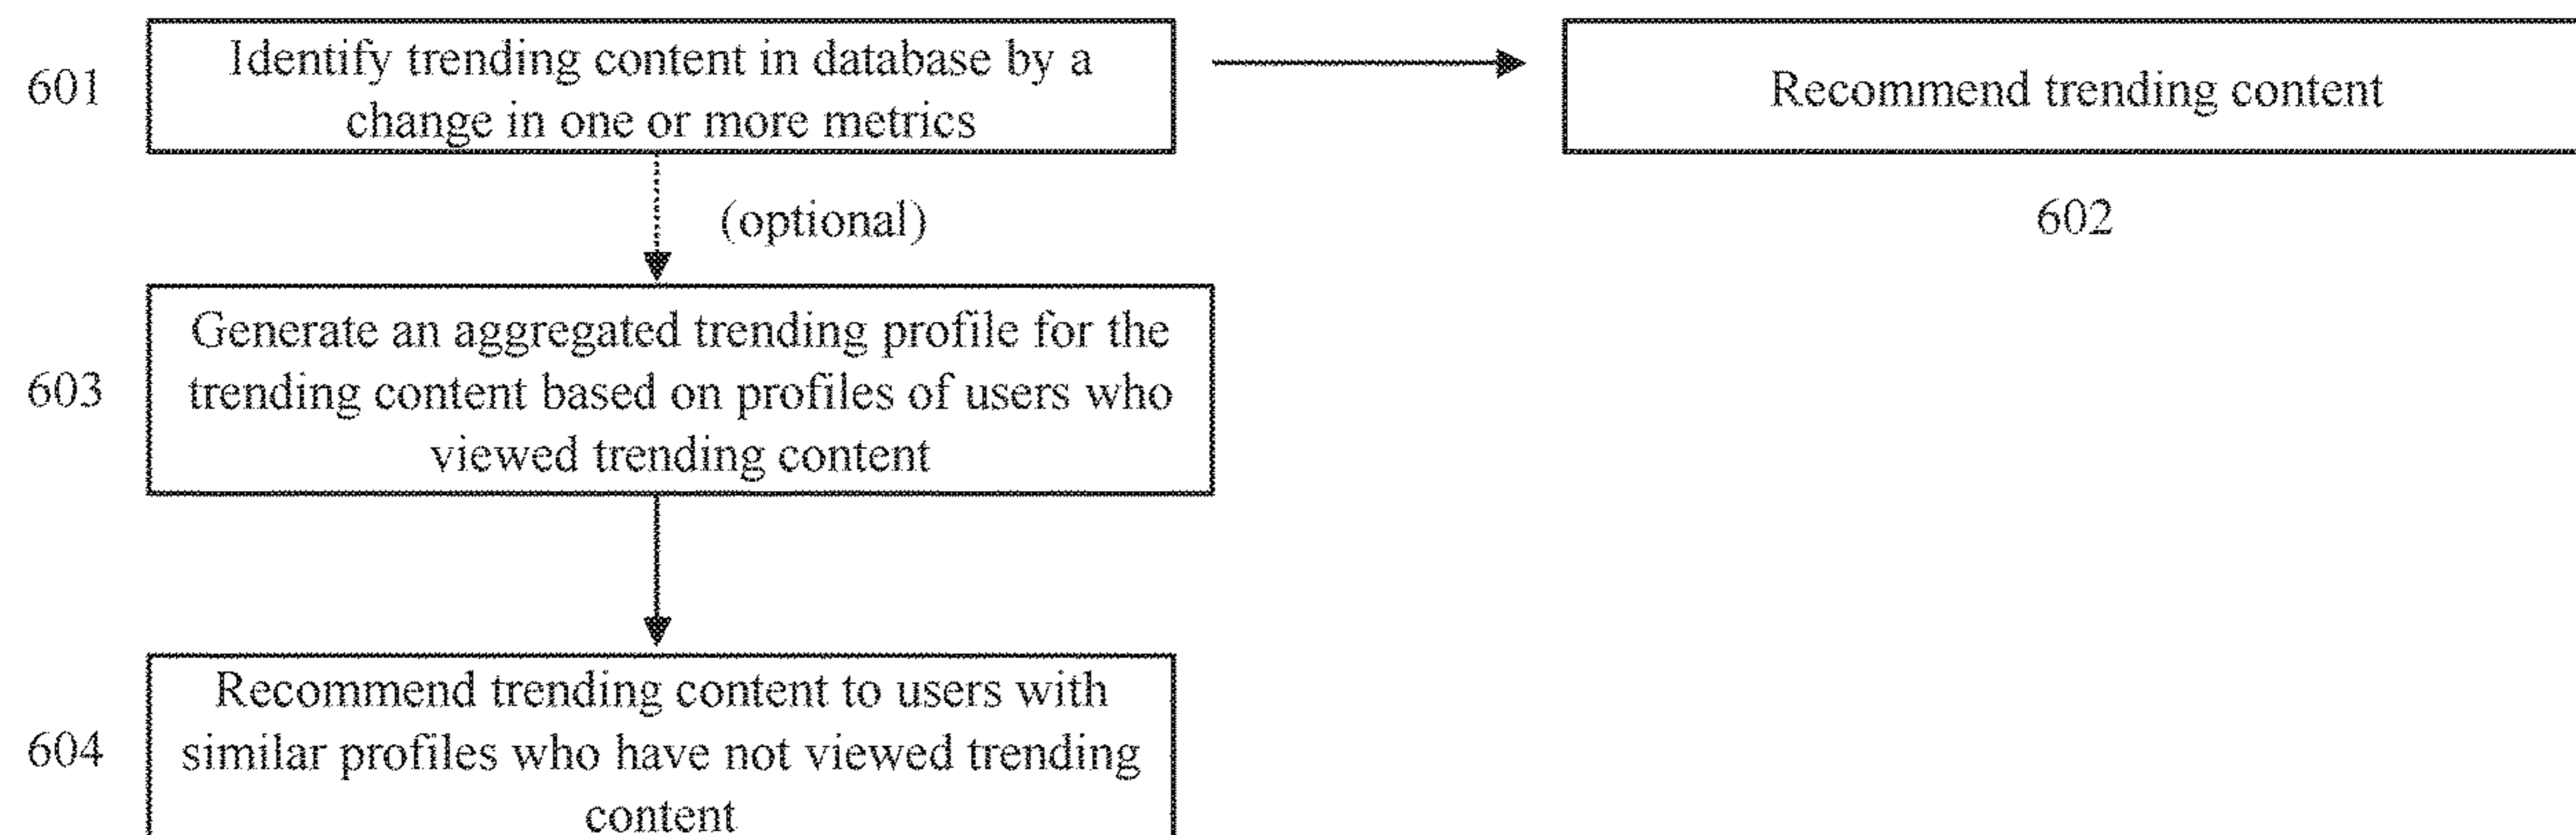 601
Identify trending content in database by a
change in one or more metrics
Recommend trending content
602
(optional)
603
Generate an aggregated trending profile for the
trending content based on profiles of users who
viewed trending content
604
Recommend trending content to users with
similar profiles who have not viewed trending
content